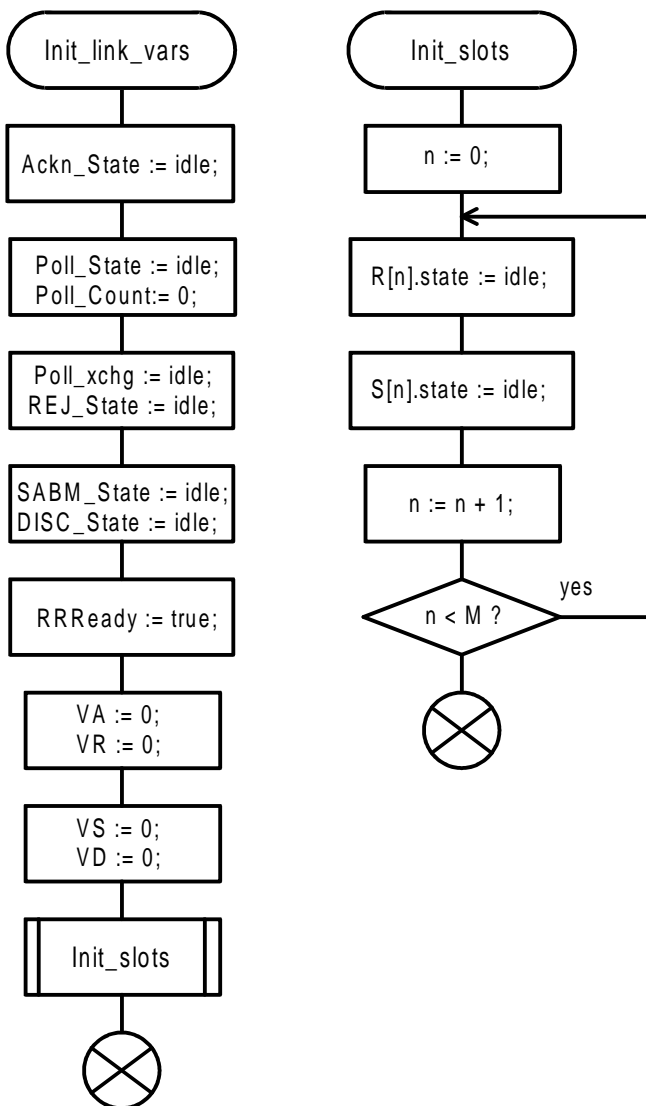 Init_link_vars
Ackn_State := idle;
Poll_State := idle;
Poll_Count:= 0;
Poll_xchg := idle;
REJ_State := idle;
SABM_State := idle;
DISC_State := idle;
RRReady := true;
VA := 0;
VR := 0;
VS := 0;
VD := 0;
Init_slots
Init_slots
n := 0;
R[n].state := idle;
S[n].state := idle;
n := n + 1;
n < M ?
yes